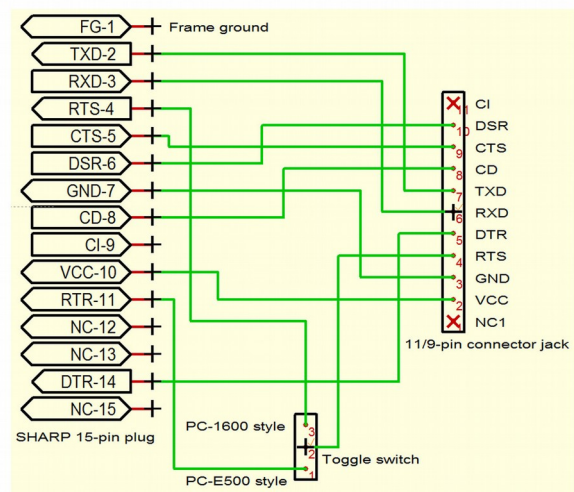 FG-1
Frame ground
TXD-2
RXD-3
RTS-4
CTS-5
DSR-6
GND-7
CD-8
CI-9
VCC-10
RTR-11
NC-12
NC-13
DTR-14
NC-15
SHARP 15-pin plug
11 CI
10 DSR
9 CTS
8 CD
7 TXD
6 RXD
5 DTR
4 RTS
3 GND
2 VCC
NC1
11/9-pin connector jack
PC-1600 style
3
2
1
Toggle switch
PC-E500 style